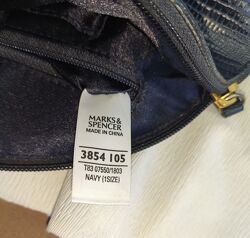 MARKS &
SPENCER
MADE IN CHINA
3854 105
T83 07550/1803
NAVY (1SIZE)